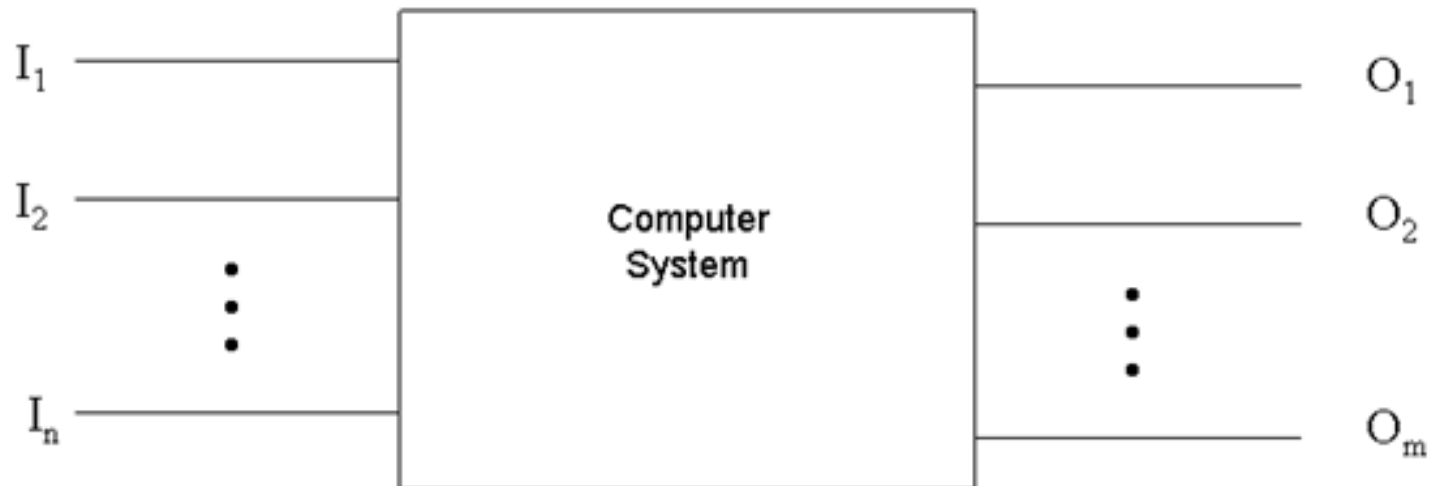 I₁
O₁
I₂
O₂
Computer
System
Iₙ
Oₘ